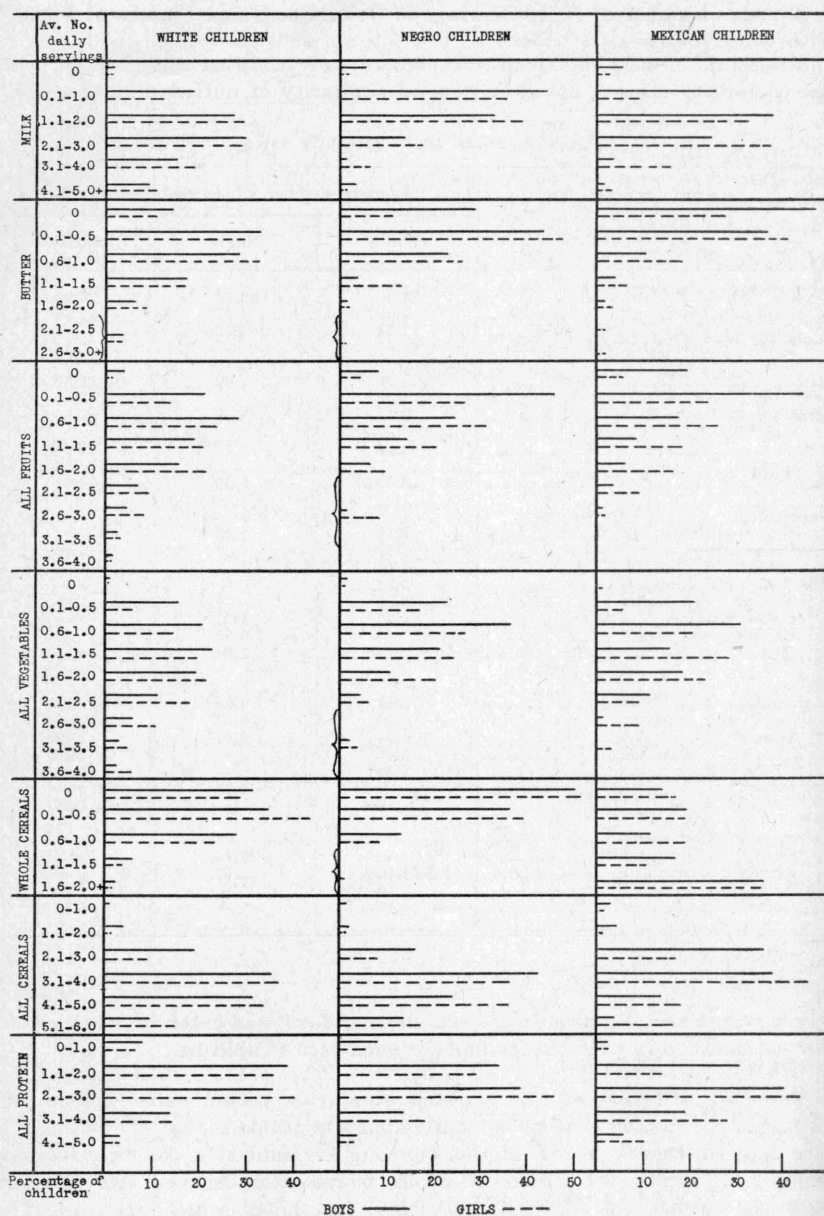 Av. No.
daily
servings
WHITE CHILDREN
NEGRO CHILDREN
MEXICAN CHILDREN
MILK
0
0.1-1.0
1.1-2.0
2.1-3.0
3.1-4.0
4.1-5.0+
BUTTER
0
0.1-0.5
0.6-1.0
1.1-1.5
1.6-2.0
2.1-2.5
2.6-3.0+
ALL FRUITS
0
0.1-0.5
0.6-1.0
1.1-1.5
1.6-2.0
2.1-2.5
2.6-3.0
3.1-3.5
3.6-4.0
ALL VEGETABLES
0
0.1-0.5
0.6-1.0
1.1-1.5
1.6-2.0
2.1-2.5
2.6-3.0
3.1-3.5
3.6-4.0
WHOLE CEREALS
0
0.1-0.5
0.6-1.0
1.1-1.5
1.6-2.0+
ALL CEREALS
0-1.0
1.1-2.0
2.1-3.0
3.1-4.0
4.1-5.0
5.1-6.0
ALL PROTEIN
0-1.0
1.1-2.0
2.1-3.0
3.1-4.0
4.1-5.0
Percentage of
children
10 20 30 40 0 10 20 30 40 50 10 20 30 40
BOYS GIRLS